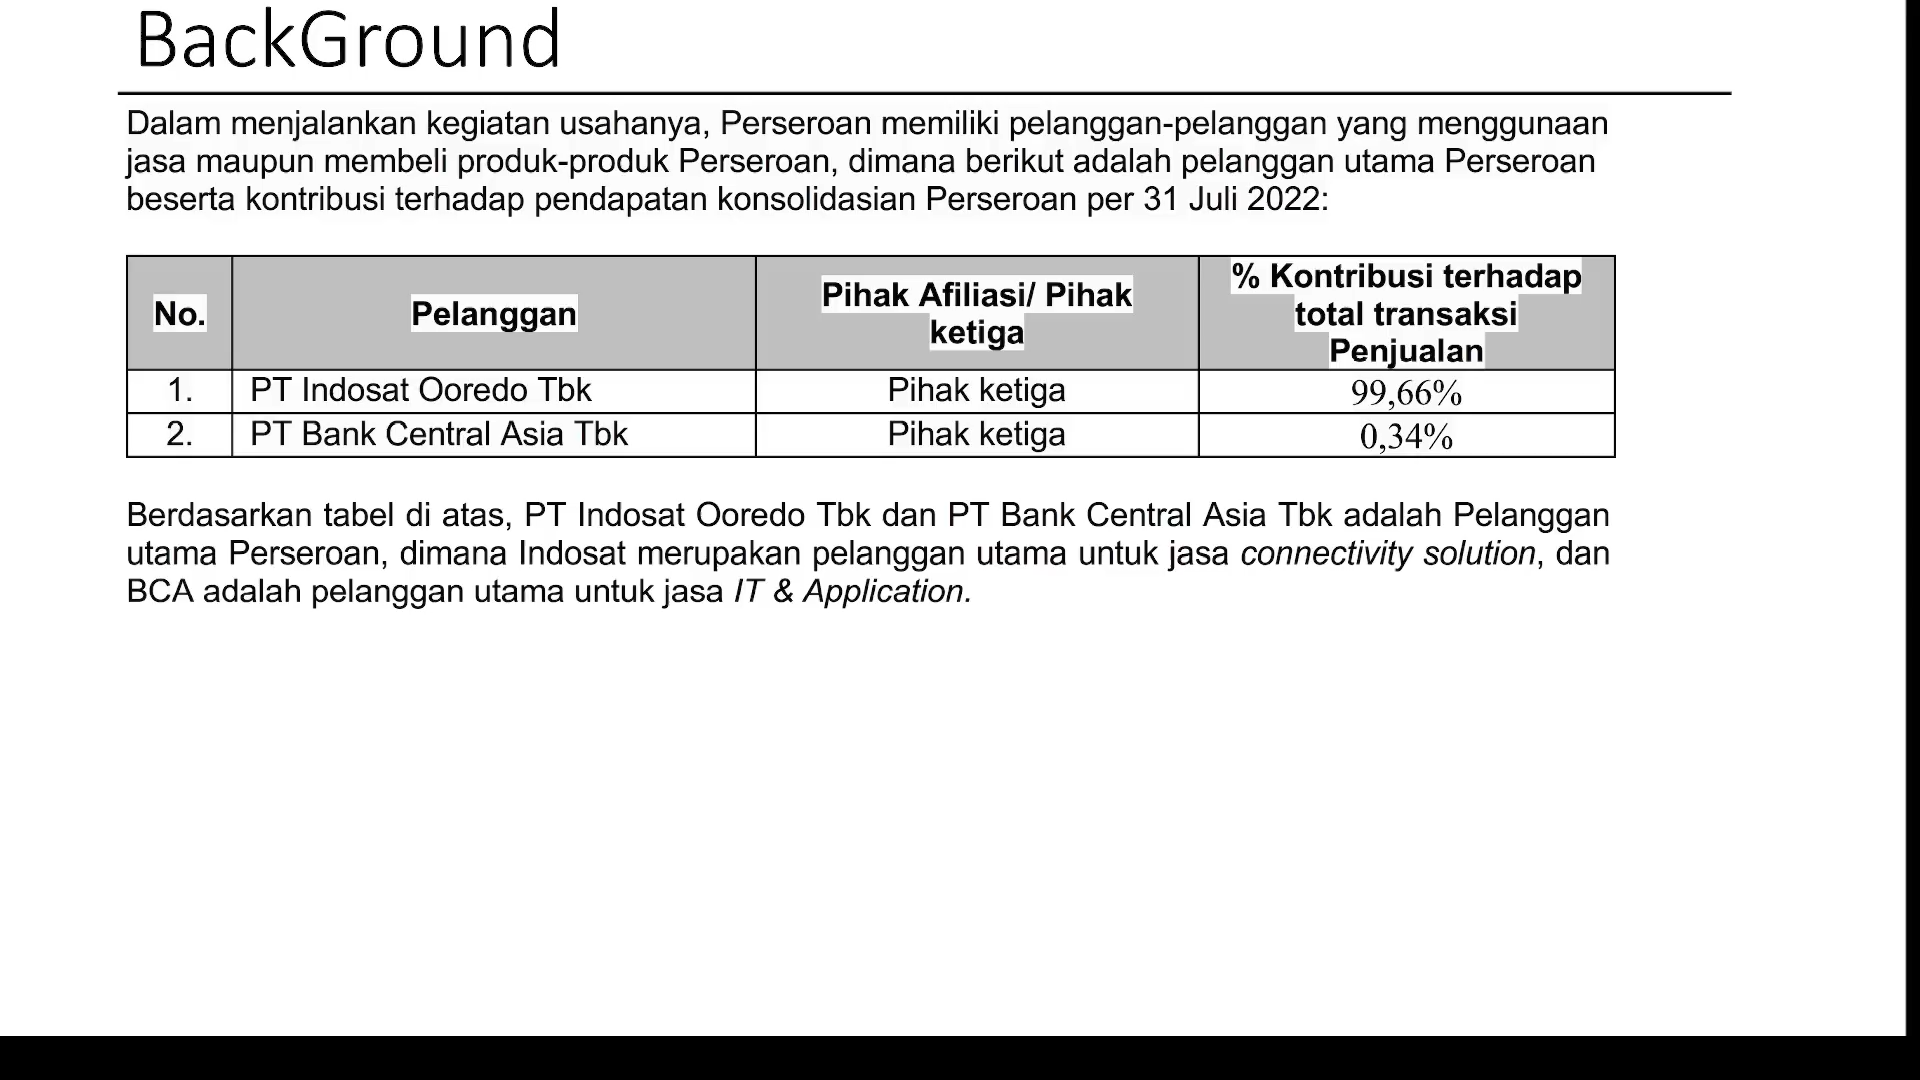 BackGround
Dalam menjalankan kegiatan usahanya, Perseroan memiliki pelanggan-pelanggan yang menggunaan
jasa maupun membeli produk-produk Perseroan, dimana berikut adalah pelanggan utama Perseroan
beserta kontribusi terhadap pendapatan konsolidasian Perseroan per 31 Juli 2022:
No. Pelanggan Pihak Afiliasi/ Pihak ketiga % Kontribusi terhadap total transaksi Penjualan
1. PT Indosat Ooredo Tbk Pihak ketiga 99,66%
2. PT Bank Central Asia Tbk Pihak ketiga 0,34%
Berdasarkan tabel di atas, PT Indosat Ooredo Tbk dan PT Bank Central Asia Tbk adalah Pelanggan
utama Perseroan, dimana Indosat merupakan pelanggan utama untuk jasa connectivity solution, dan
BCA adalah pelanggan utama untuk jasa IT & Application.